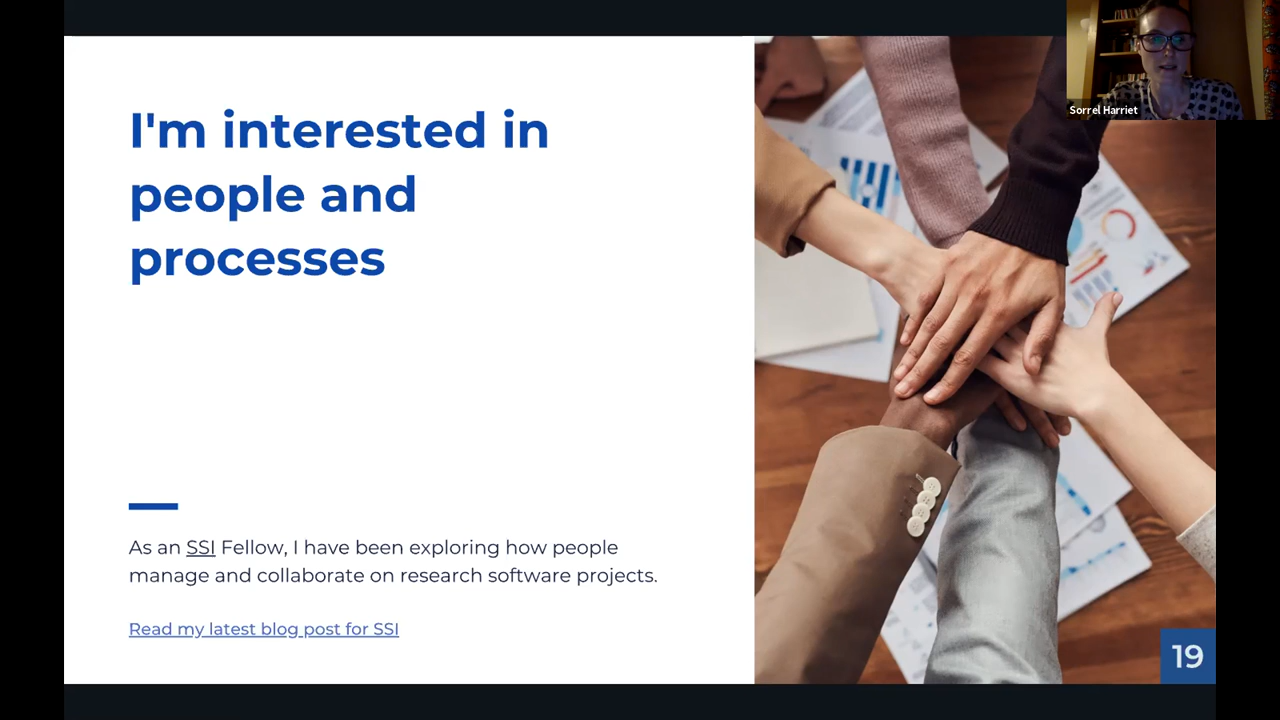 Sorrel Harriet
I'm interested in
people and
processes
As an SSI Fellow, I have been exploring how people
manage and collaborate on research software projects.
Read my latest blog post for SSI
19